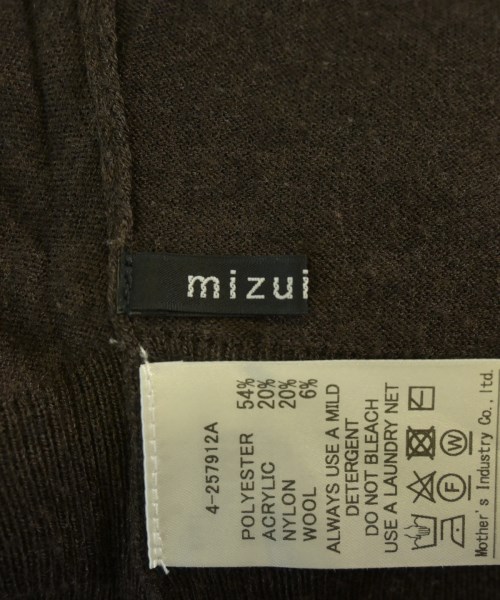 mizui
4-257912A
POLYESTER 54%
ACRYLIC 20%
NYLON 20%
WOOL 6%
ALWAYS USE A MILD
DETERGENT
DO NOT BLEACH
USE A LAUNDRY NET
F W
Mother's Industry Co.,ltd.